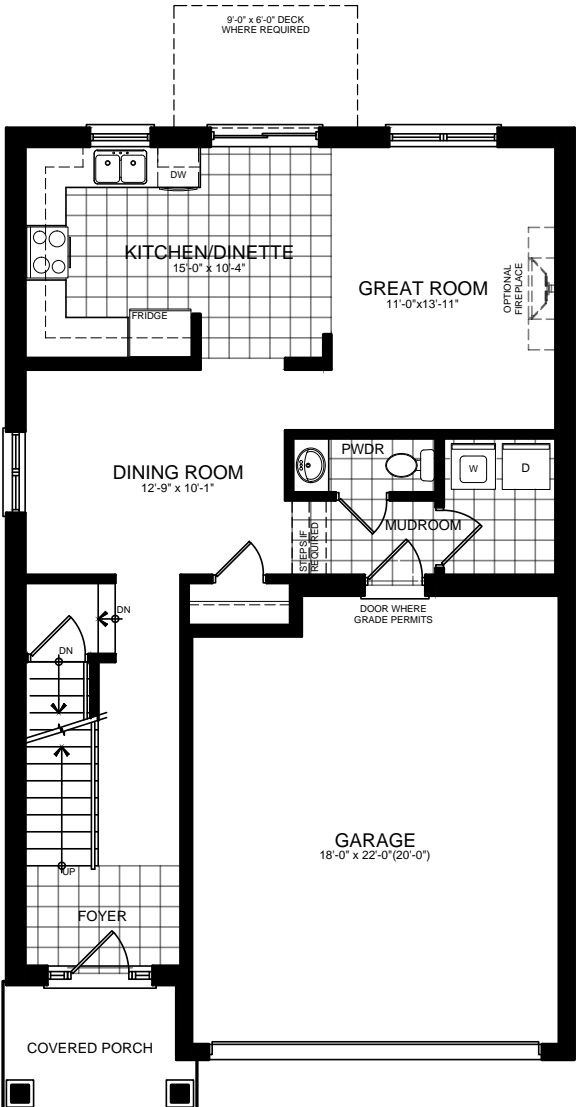 9'-0" x 6'-0" DECK
WHERE REQUIRED
DW
KITCHEN/DINETTE
15'-0" x 10'-4"
GREAT ROOM
11'-0"x13'-11"
OPTIONAL
FIREPLACE
FRIDGE
PWDR
DINING ROOM
12'-9" x 10'-1"
W
D
STEPS IF
REQUIRED
MUDROOM
DN
DOOR WHERE
GRADE PERMITS
DN
GARAGE
18'-0" x 22'-0"(20'-0")
UP
FOYER
COVERED PORCH